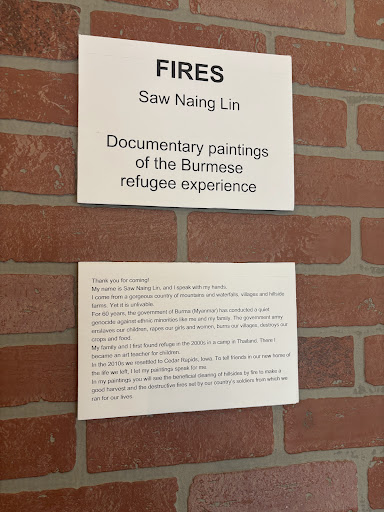 FIRES
Saw Naing Lin
Documentary paintings
of the Burmese
refugee experience
Thank you for coming!
My name is Saw Naing Lin, and I speak with my hands.
I come from a gorgeous country of mountains and waterfalls, villages and hillside
farms. Yet it is unlivable.
For 60 years, the government of Burma (Myanmar) has conducted a quiet
genocide against ethnic minorities like me and my family. The government army
enslaves our children, rapes our girls and women, burns our villages, destroys our
crops and food.
My family and I first found refuge in the 2000s in a camp in Thailand. There I
became an art teacher for children.
In the 2010s we resettled to Cedar Rapids, Iowa. To tell friends in our new home of
the life we left, I let my paintings speak for me.
In my paintings you will see the beneficial clearing of hillsides by fire to make a
good harvest and the destructive fires set by our country's soldiers from which we
ran for our lives.